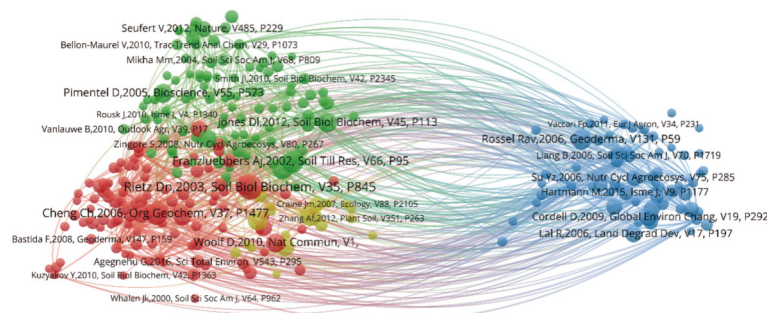 Seufert V,2012, Nature, V485, P229
Bellon-Maurel V,2010, Trac-Trend Anal Chem, V29, P1073
Mikha Mm,2004, Soil Sci Soc Am J, V68, P809
Smith Jl,2010, Soil Biol Biochem, V42, P2345
Pimentel D,2005, Bioscience, V55, P573
Rousk J,2010, Isme J, V4, P1340
Jones Dl,2012, Soil Biol Biochem, V45, P113
Vanlauwe B,2010, Outlook Agr, V39, P17
Zingore S,2008, Nutr Cycl Agroecosys, V80, P267
Franzluebbers Aj,2002, Soil Till Res, V66, P95
Rietz Dn,2003, Soil Biol Biochem, V35, P845
Craine Jm,2007, Ecology, V88, P2105
Cheng Ch,2006, Org Geochem, V37, P1477
Zhang Af,2012, Plant Soil, V351, P263
Bastida F,2008, Geoderma, V147, P159
Woolf D,2010, Nat Commun, V1,
Agegnehu G,2016, Sci Total Environ, V543, P295
Kuzyakov Y,2010, Soil Biol Biochem, V42, P1363
Whalen Jk,2000, Soil Sci Soc Am J, V64, P962
Vaccari Fp,2011, Eur J Agron, V34, P231
Rossel Rav,2006, Geoderma, V131, P59
Liang B,2006, Soil Sci Soc Am J, V70, P1719
Su Yz,2006, Nutr Cycl Agroecosys, V75, P285
Hartmann M,2015, Isme J, V9, P1177
Cordell D,2009, Global Environ Chang, V19, P292
Lal R,2006, Land Degrad Dev, V17, P197